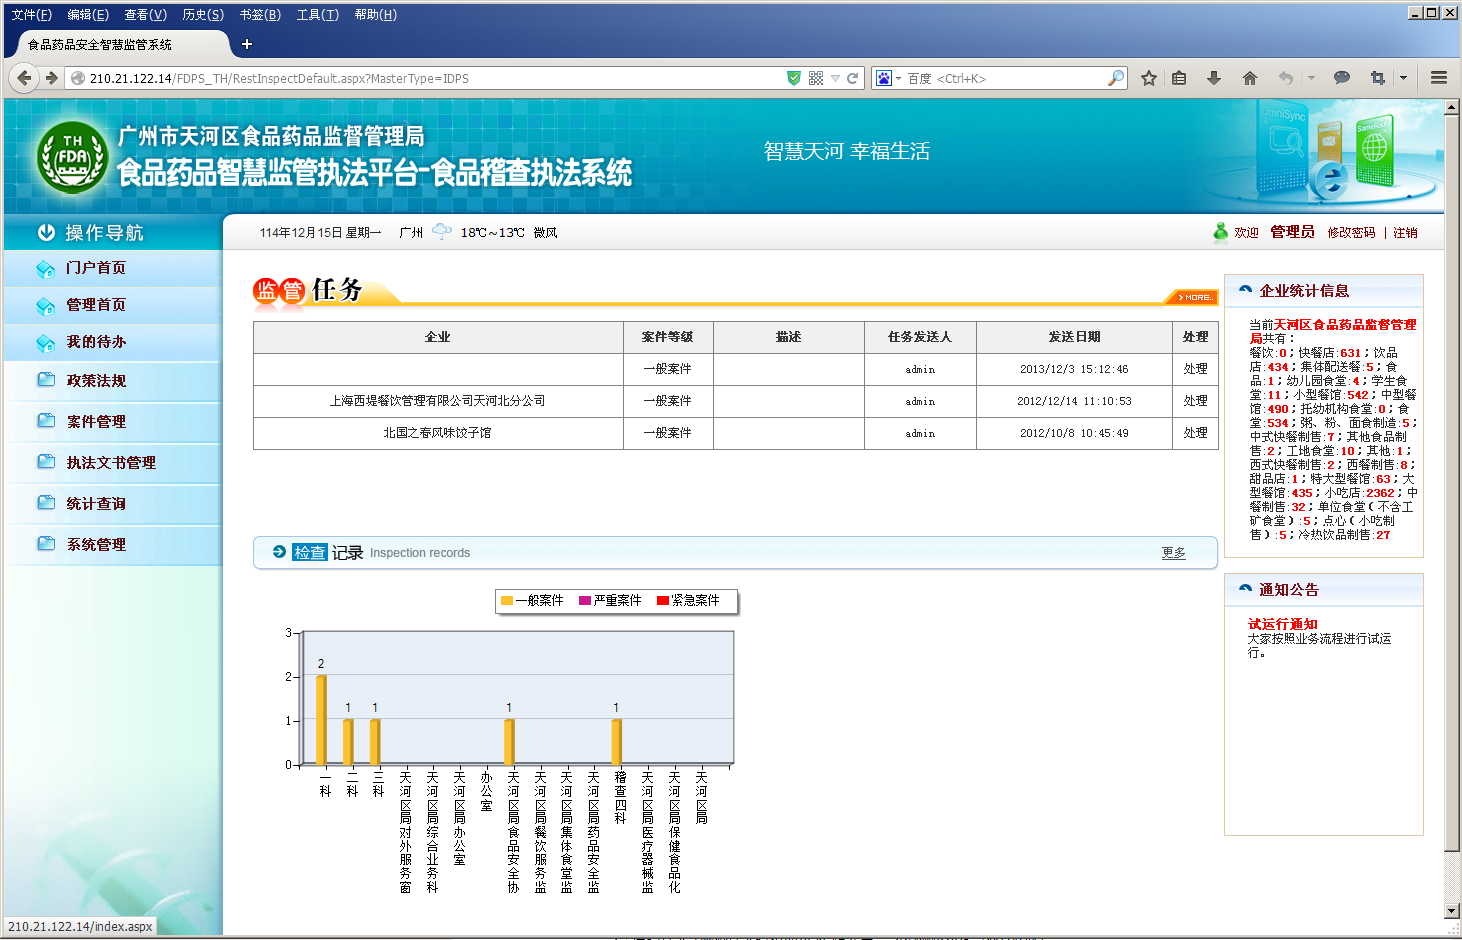 文件(F) 编辑(E) 查看(V) 历史(S) 书签(B) 工具(T) 帮助(H)
食品药品安全智慧监管系统
210.21.122.14/FDPS_TH/RestInspectDefault.aspx?MasterType=IDPS
百度 <Ctrl+K>
TH
FDA
广州市天河区食品药品监督管理局
食品药品智慧监管执法平台-食品稽查执法系统
智慧天河 幸福生活
OmniSync
操作导航
114年12月15日 星期一 广州 18℃~13℃ 微风
欢迎 管理员 修改密码 | 注销
门户首页
管理首页
我的待办
政策法规
案件管理
执法文书管理
统计查询
系统管理
监管任务
MORE..
企业 案件等级 描述 任务发送人 发送日期 处理
一般案件 admin 2013/12/3 15:12:46 处理
上海西堤餐饮管理有限公司天河北分公司 一般案件 admin 2012/12/14 11:10:53 处理
北国之春风味饺子馆 一般案件 admin 2012/10/8 10:45:49 处理
检查 记录 Inspection records 更多
一般案件 严重案件 紧急案件
3
2
1
0
2
1
1
1
1
一科
二科
三科
天河区局对外服务窗
天河区局综合业务科
天河区局办公室
办公室
天河区局食品安全协
天河区局餐饮服务监
天河区局集体食堂监
天河区局药品安全监
稽查四科
天河区局医疗器械监
天河区局保健食品化
天河区局
企业统计信息
当前天河区食品药品监督管理
局共有：
餐饮:0；快餐店:631；饮品
店:434；集体配送餐:5；食
品:1；幼儿园食堂:4；学生食
堂:11；小型餐馆:542；中型餐
馆:490；托幼机构食堂:0；食
堂:534；粥、粉、面食制造:5；
中式快餐制售:7；其他食品制
售:2；工地食堂:10；其他:1；
西式快餐制售:2；西餐制售:8；
甜品店:1；特大型餐馆:63；大
型餐馆:435；小吃店:2362；中
餐制售:32；单位食堂（不含工
矿食堂）:5；点心（小吃制
售）:5；冷热饮品制售:27
通知公告
试运行通知
大家按照业务流程进行试运
行。
210.21.122.14/index.aspx